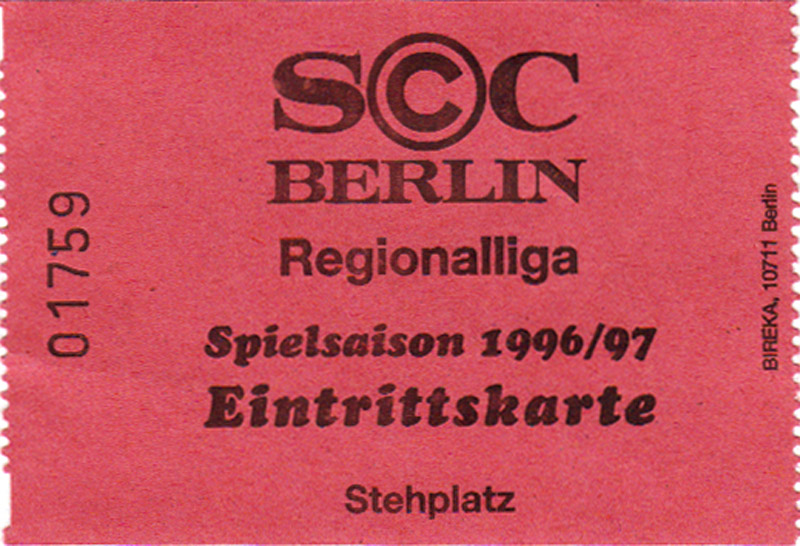 SCC
BERLIN
Regionalliga
Spielsaison 1996/97
Eintrittskarte
Stehplatz
01759
BIREKA, 10711 Berlin